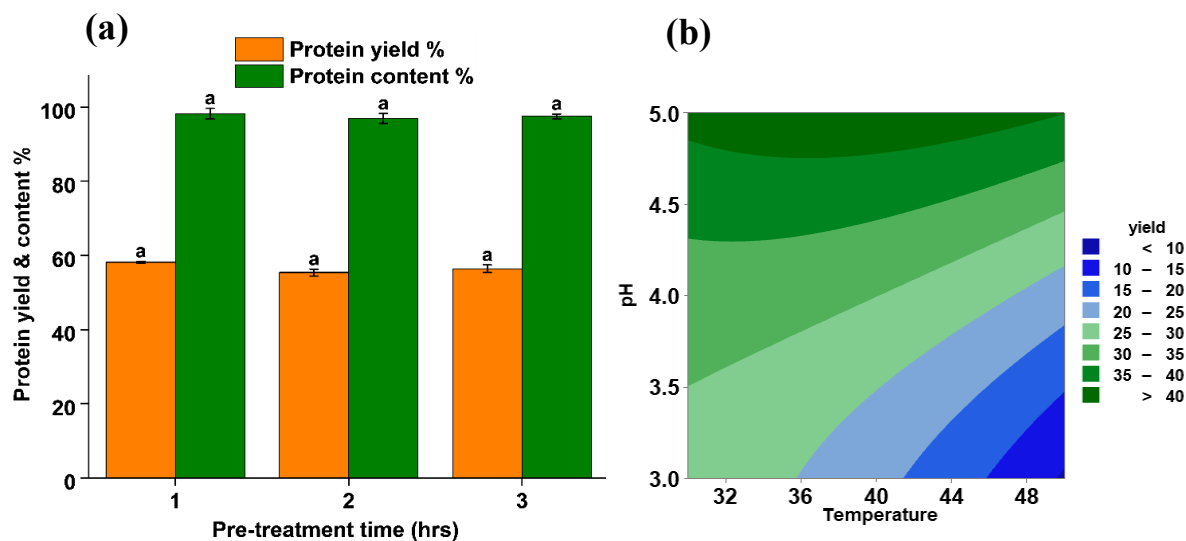 (a)
Protein yield %
Protein content %
Protein yield & content %
100
80
60
40
20
0
a
a
a
a
a
a
1
2
3
Pre-treatment time (hrs)
(b)
pH
5.0
4.5
4.0
3.5
3.0
32
36
40
44
48
Temperature
yield
< 10
10 – 15
15 – 20
20 – 25
25 – 30
30 – 35
35 – 40
> 40